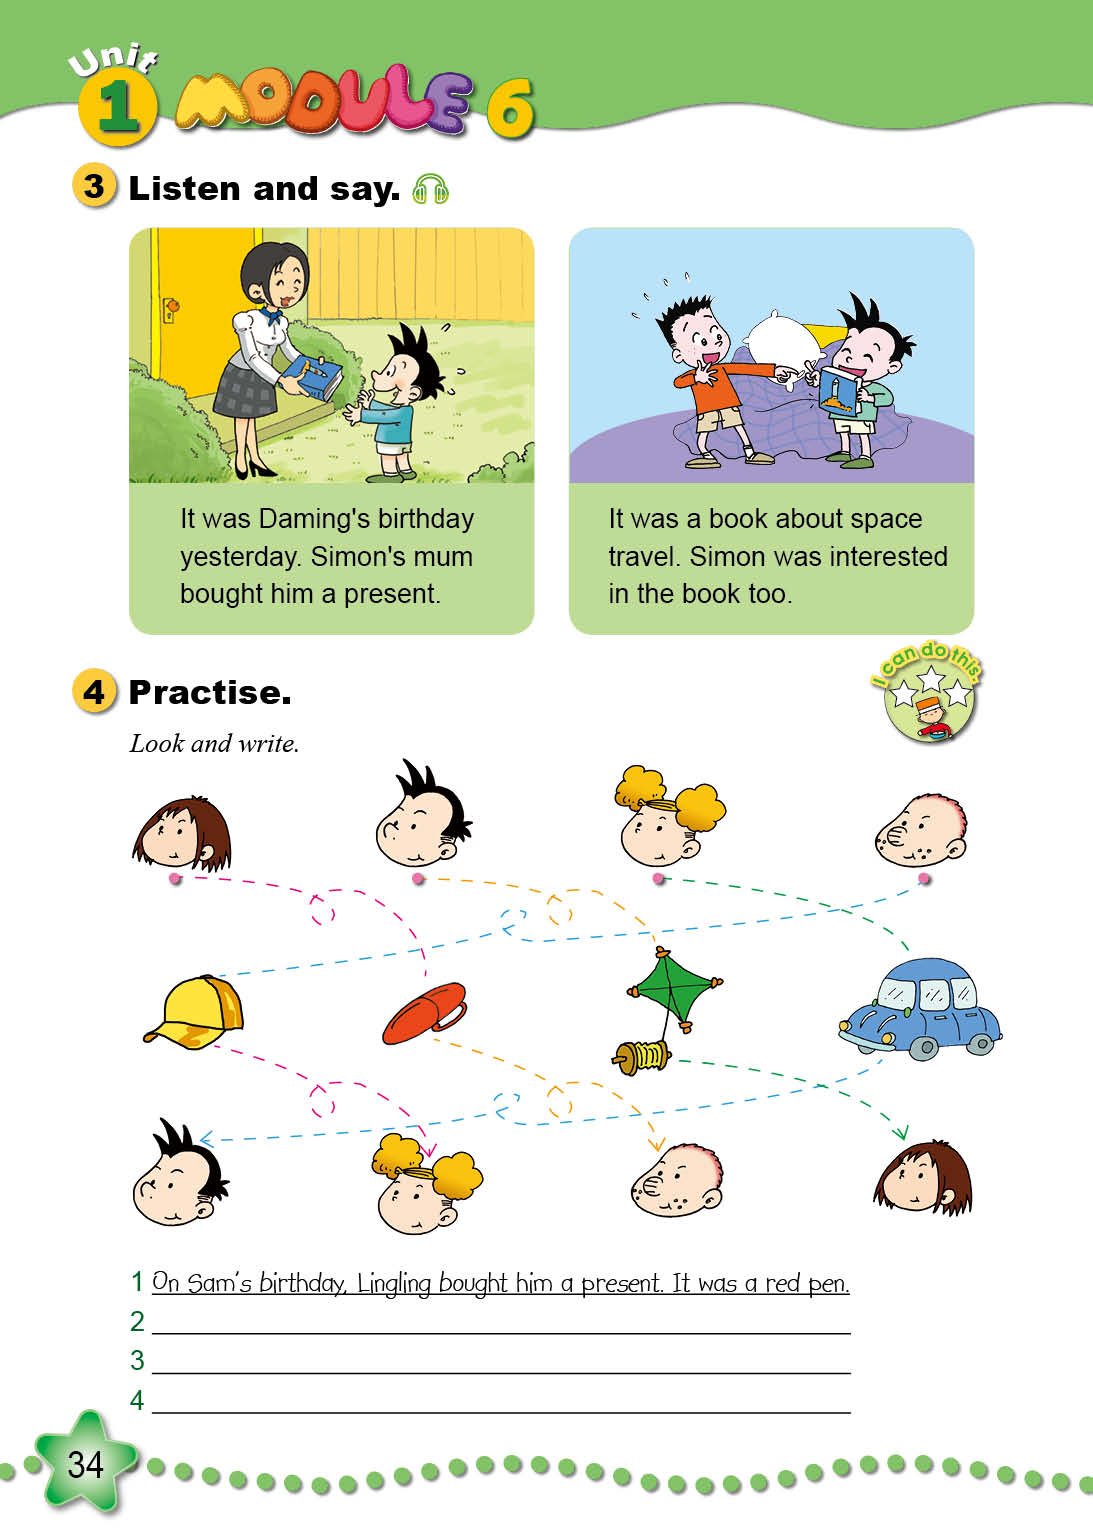 Unit
1 MODULE 6
3 Listen and say.
It was Daming's birthday
yesterday. Simon's mum
bought him a present.
It was a book about space
travel. Simon was interested
in the book too.
I can do this.
4 Practise.
Look and write.
1 On Sam's birthday, Lingling bought him a present. It was a red pen.
2
3
4
34